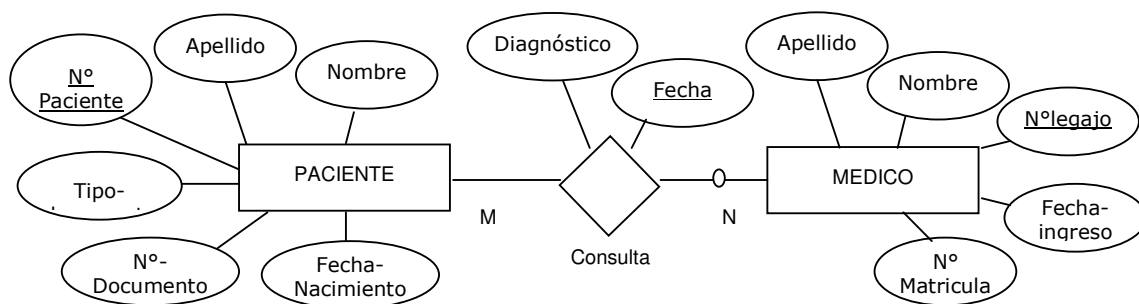 Apellido
Diagnóstico
Apellido
N°
Paciente
Nombre
Fecha
Nombre
N°legajo
PACIENTE
MEDICO
Tipo-
M
N
Fecha-
ingreso
Consulta
N°-
Documento
Fecha-
Nacimiento
N°
Matricula